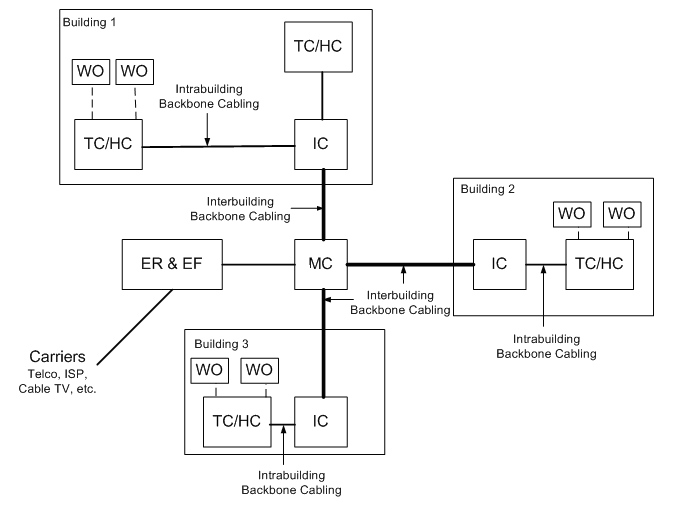 Building 1
TC/HC
WO WO
Intrabuilding
Backbone Cabling
TC/HC
IC
Interbuilding
Backbone Cabling
Building 2
WO WO
ER & EF
MC
IC
TC/HC
Interbuilding
Backbone Cabling
Intrabuilding
Backbone Cabling
Carriers
Telco, ISP,
Cable TV, etc.
Building 3
WO WO
TC/HC
IC
Intrabuilding
Backbone Cabling